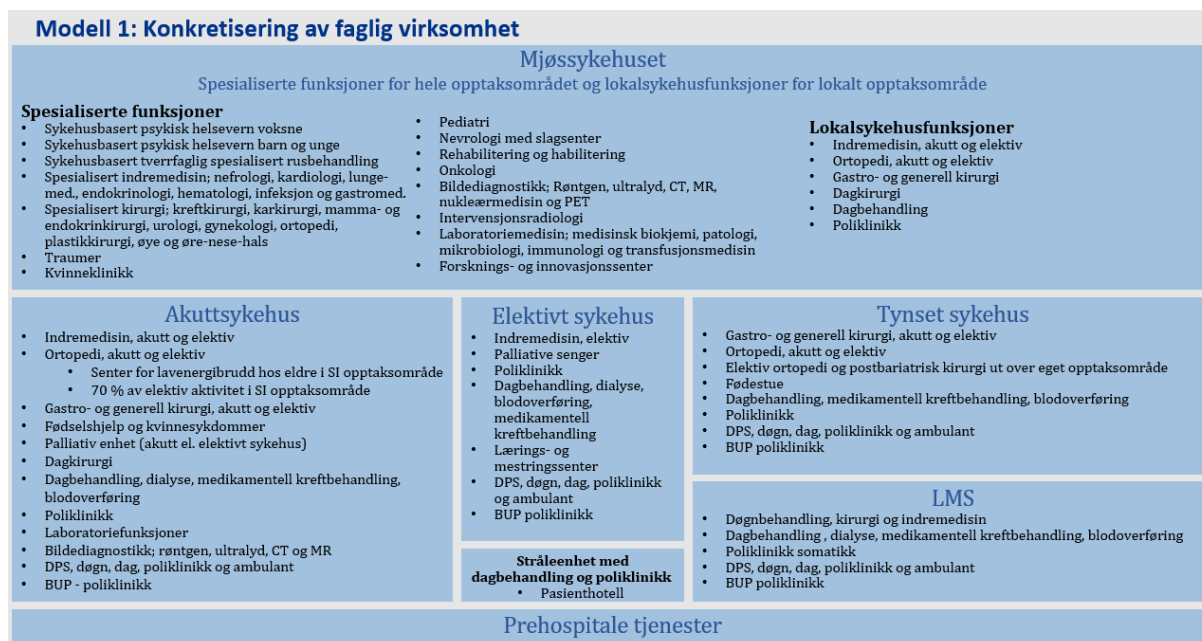 Modell 1: Konkretisering av faglig virksomhet
Mjøssykehuset
Spesialiserte funksjoner for hele opptaksområdet og lokalsykehusfunksjoner for lokalt opptaksområde
Spesialiserte funksjoner
• Sykehusbasert psykisk helsevern voksne
• Sykehusbasert psykisk helsevern barn og unge
• Sykehusbasert tverrfaglig spesialisert rusbehandling
• Spesialisert indremedisin; nefrologi, kardiologi, lunge-
med., endokrinologi, hematologi, infeksjon og gastromed.
• Spesialisert kirurgi; kreftkirurgi, karkirurgi, mamma- og
endokrinkirurgi, urologi, gynekologi, ortopedi,
plastikkirurgi, øye og øre-nese-hals
• Traumer
• Kvinneklinikk
• Pediatri
• Nevrologi med slagsenter
• Rehabilitering og habilitering
• Onkologi
• Bildediagnostikk; Røntgen, ultralyd, CT, MR,
nukleærmedisin og PET
• Intervensjonsradiologi
• Laboratoriemedisin; medisinsk biokjemi, patologi,
mikrobiologi, immunologi og transfusjonsmedisin
• Forsknings- og innovasjonssenter
Lokalsykehusfunksjoner
• Indremedisin, akutt og elektiv
• Ortopedi, akutt og elektiv
• Gastro- og generell kirurgi
• Dagkirurgi
• Dagbehandling
• Poliklinikk
Akuttsykehus
• Indremedisin, akutt og elektiv
• Ortopedi, akutt og elektiv
• Senter for lavenergibrudd hos eldre i SI opptaksområde
• 70 % av elektiv aktivitet i SI opptaksområde
• Gastro- og generell kirurgi, akutt og elektiv
• Fødselshjelp og kvinnesykdommer
• Palliativ enhet (akutt el. elektivt sykehus)
• Dagkirurgi
• Dagbehandling, dialyse, medikamentell kreftbehandling,
blodoverføring
• Poliklinikk
• Laboratoriefunksjoner
• Bildediagnostikk; røntgen, ultralyd, CT og MR
• DPS, døgn, dag, poliklinikk og ambulant
• BUP - poliklinikk
Elektivt sykehus
• Indremedisin, elektiv
• Palliative senger
• Poliklinikk
• Dagbehandling, dialyse,
blodoverføring,
medikamentell
kreftbehandling
• Lærings- og
mestringssenter
• DPS, døgn, dag, poliklinikk
og ambulant
• BUP poliklinikk
Stråleenhet med
dagbehandling og poliklinikk
• Pasienthotell
Tynset sykehus
• Gastro- og generell kirurgi, akutt og elektiv
• Ortopedi, akutt og elektiv
• Elektiv ortopedi og postbariatrisk kirurgi ut over eget opptaksområde
• Fødestue
• Dagbehandling, medikamentell kreftbehandling, blodoverføring
• Poliklinikk
• DPS, døgn, dag, poliklinikk og ambulant
• BUP poliklinikk
LMS
• Døgnbehandling, kirurgi og indremedisin
• Dagbehandling , dialyse, medikamentell kreftbehandling, blodoverføring
• Poliklinikk somatikk
• DPS, døgn, dag, poliklinikk og ambulant
• BUP poliklinikk
Prehospitale tjenester